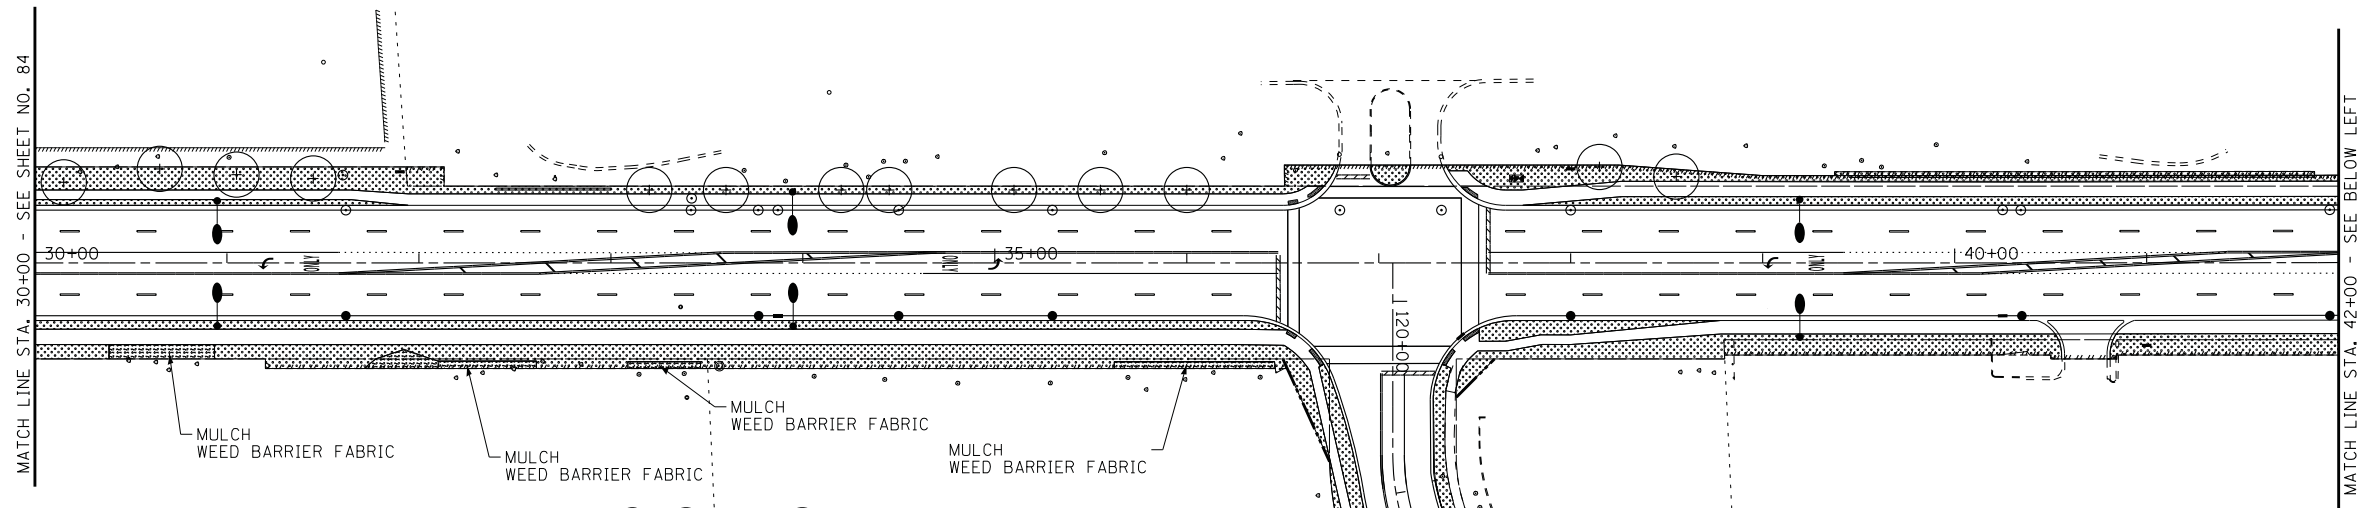 MATCH LINE STA. 30+00 - SEE SHEET NO. 84
30+00
ONLY
ONLY
35+00
ONLY
40+00
120+00
MULCH
WEED BARRIER FABRIC
MULCH
WEED BARRIER FABRIC
MULCH
WEED BARRIER FABRIC
MULCH
WEED BARRIER FABRIC
MATCH LINE STA. 42+00 - SEE BELOW LEFT